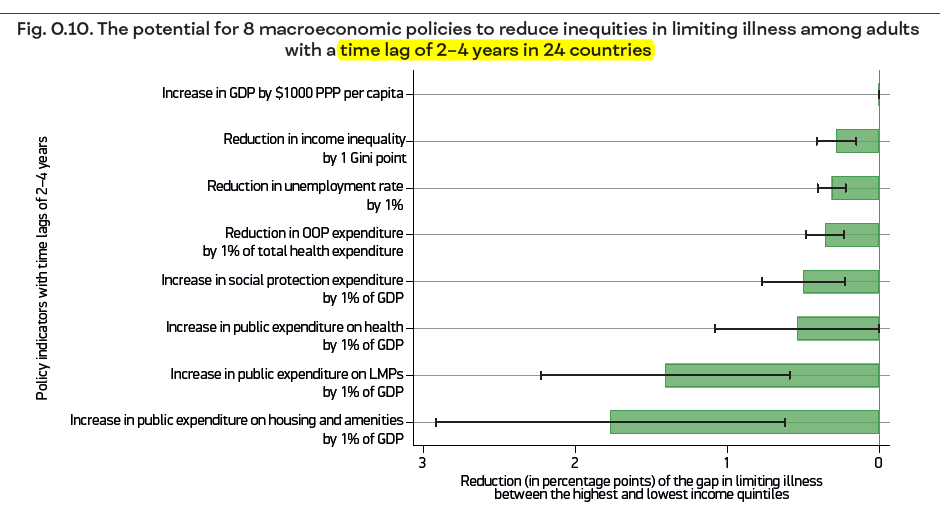 Fig. O.10. The potential for 8 macroeconomic policies to reduce inequities in limiting illness among adults
with a time lag of 2–4 years in 24 countries
Policy indicators with time lags of 2–4 years
Increase in GDP by $1000 PPP per capita
Reduction in income inequality
by 1 Gini point
Reduction in unemployment rate
by 1%
Reduction in OOP expenditure
by 1% of total health expenditure
Increase in social protection expenditure
by 1% of GDP
Increase in public expenditure on health
by 1% of GDP
Increase in public expenditure on LMPs
by 1% of GDP
Increase in public expenditure on housing and amenities
by 1% of GDP
3 2 1 0
Reduction (in percentage points) of the gap in limiting illness
between the highest and lowest income quintiles